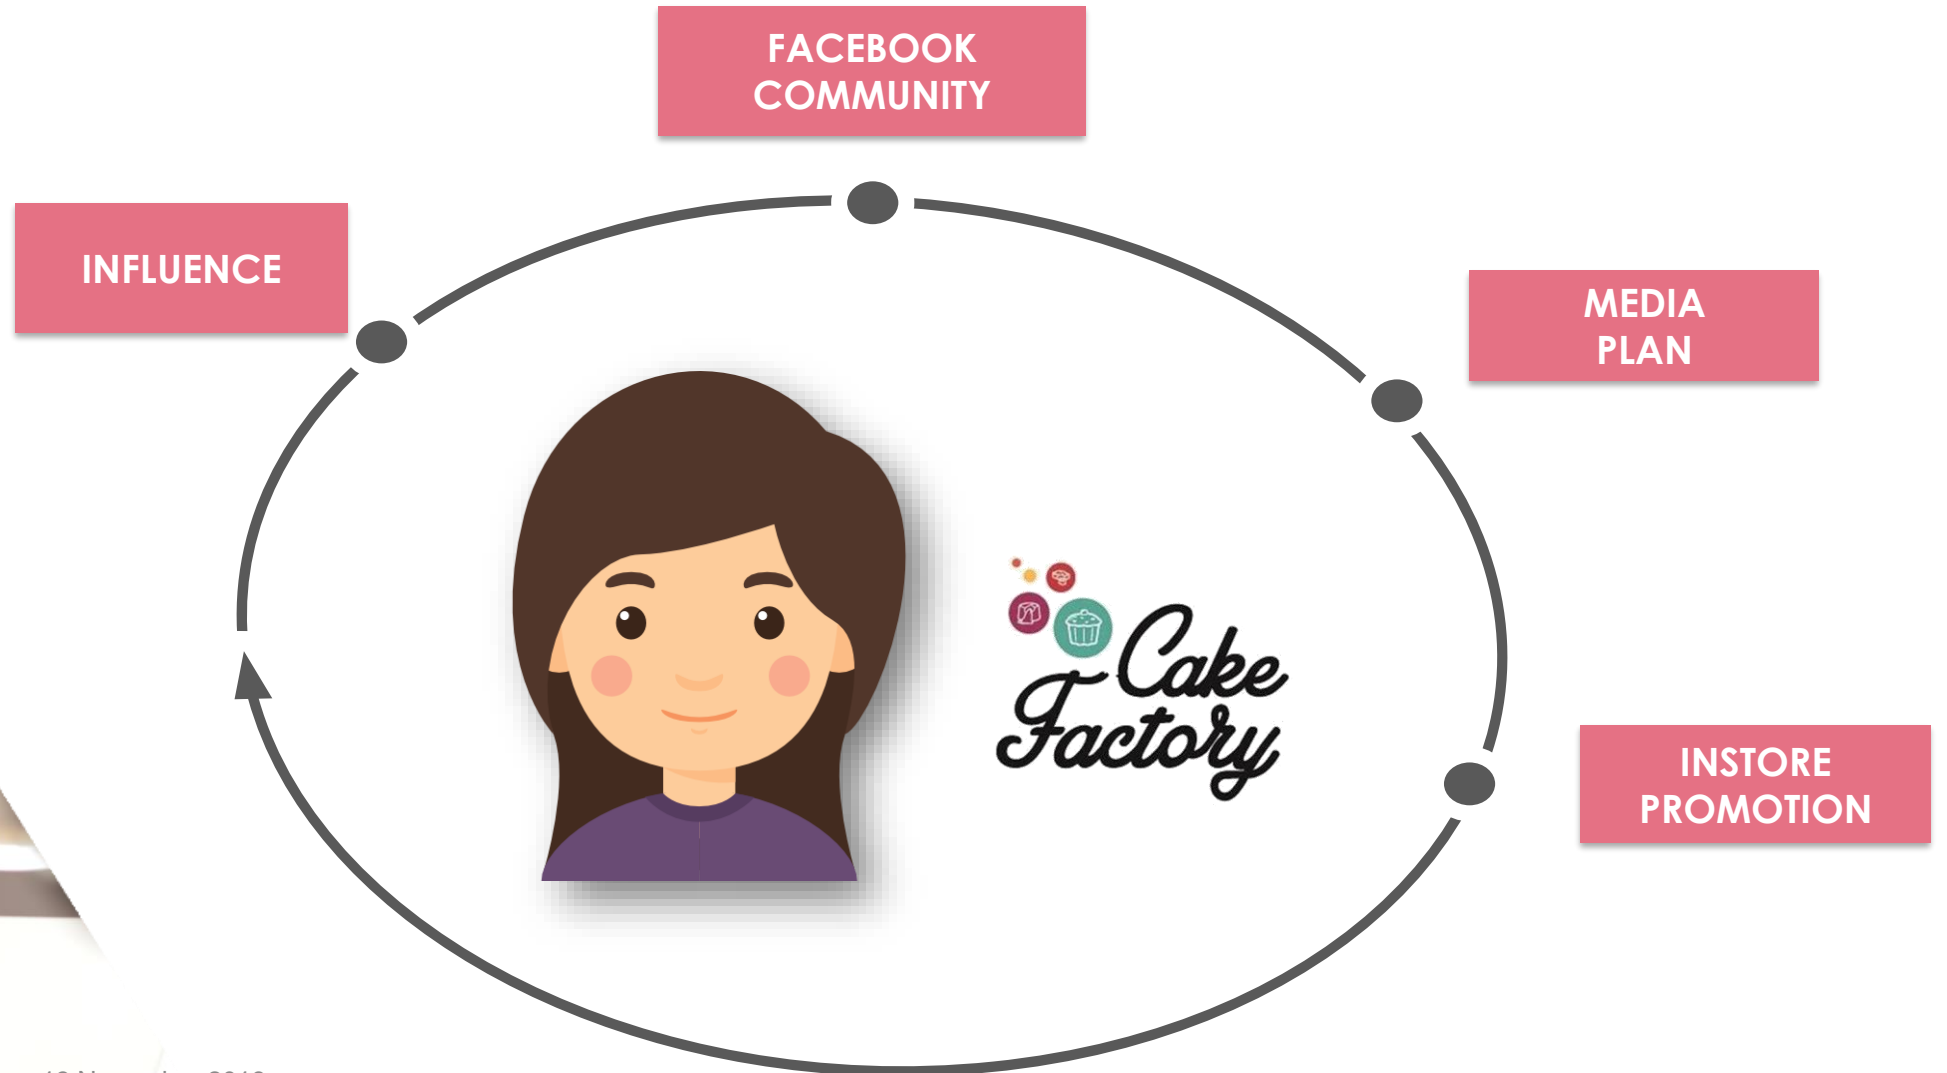 FACEBOOK
COMMUNITY
INFLUENCE
MEDIA
PLAN
Cake
Factory
INSTORE
PROMOTION